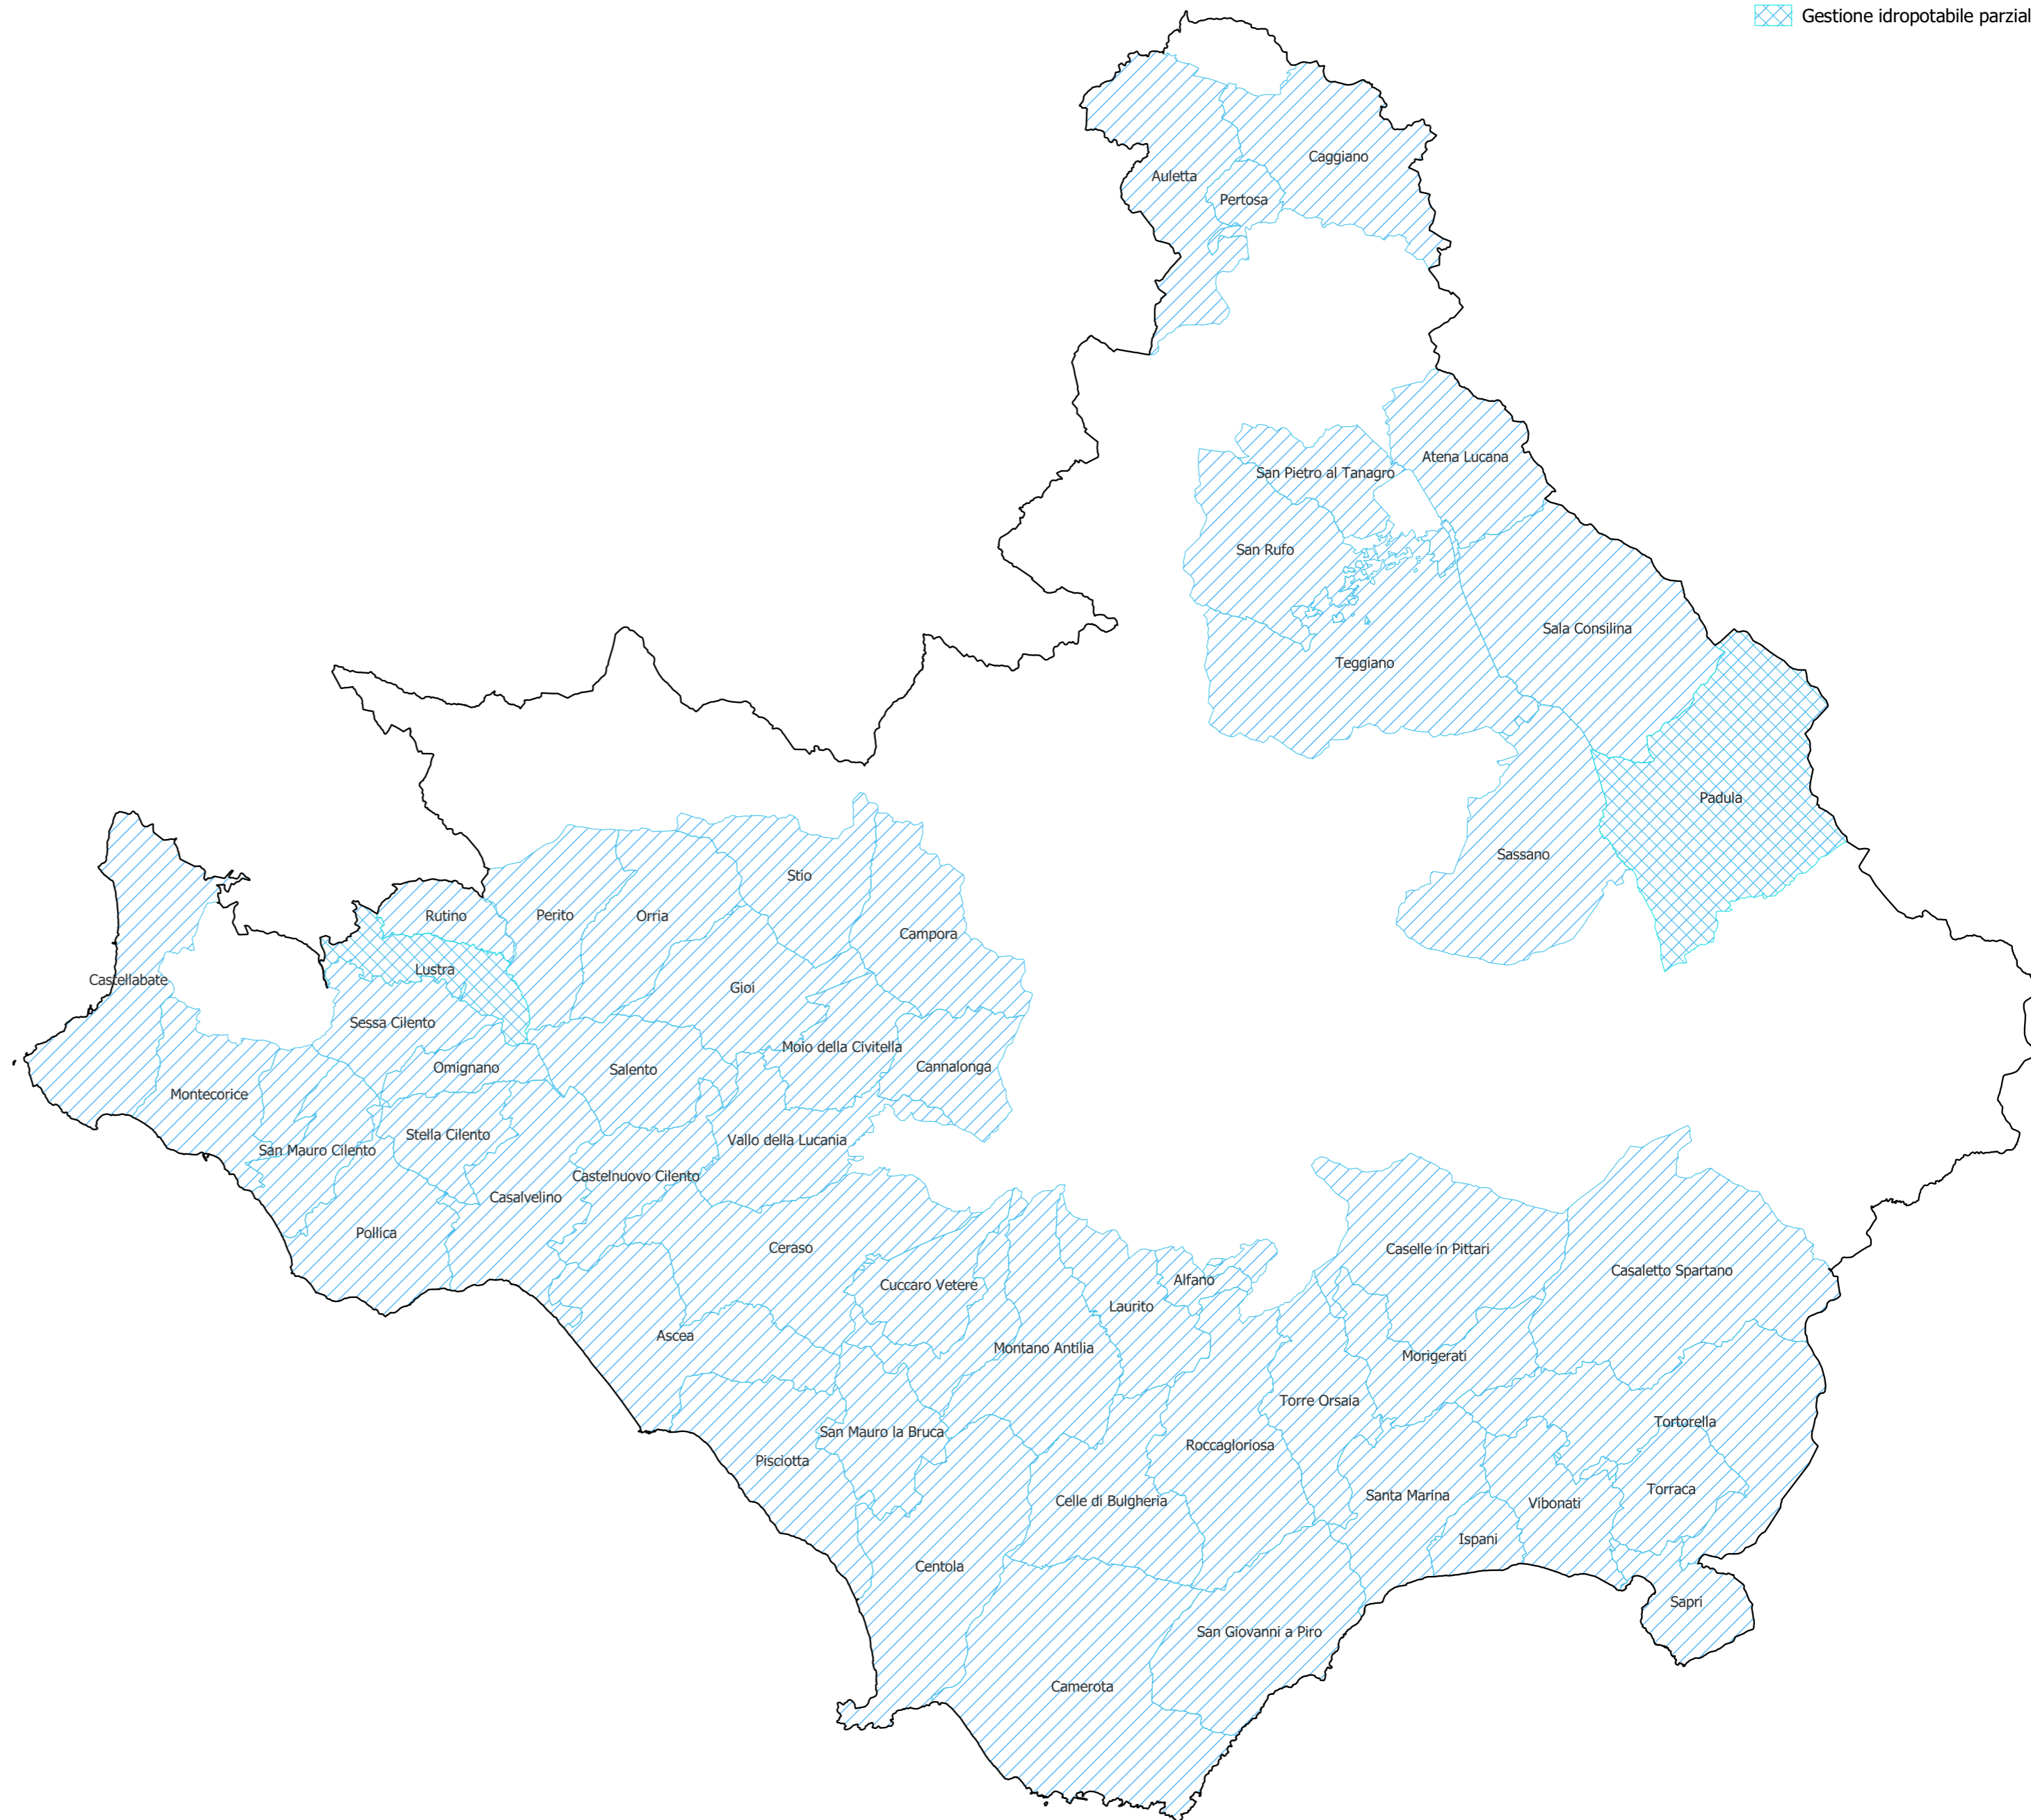 Gestione idropotabile parzial
Caggiano
Auletta
Pertosa
Atena Lucana
San Pietro al Tanagro
San Rufo
Sala Consilina
Teggiano
Padula
Sassano
Stio
Rutino
Perito
Orria
Campora
Lustra
Castellabate
Gioi
Sessa Cilento
Moio della Civitella
Omignano
Salento
Cannalonga
Montecorice
Stella Cilento
Vallo della Lucania
San Mauro Cilento
Castelnuovo Cilento
Casalvelino
Pollica
Ceraso
Caselle in Pittari
Casaletto Spartano
Cuccaro Vetere
Alfano
Laurito
Ascea
Montano Antilia
Morigerati
Torre Orsaia
Tortorella
San Mauro la Bruca
Roccagloriosa
Pisciotta
Torraca
Santa Marina
Celle di Bulgheria
Vibonati
Ispani
Centola
Sapri
San Giovanni a Piro
Camerota